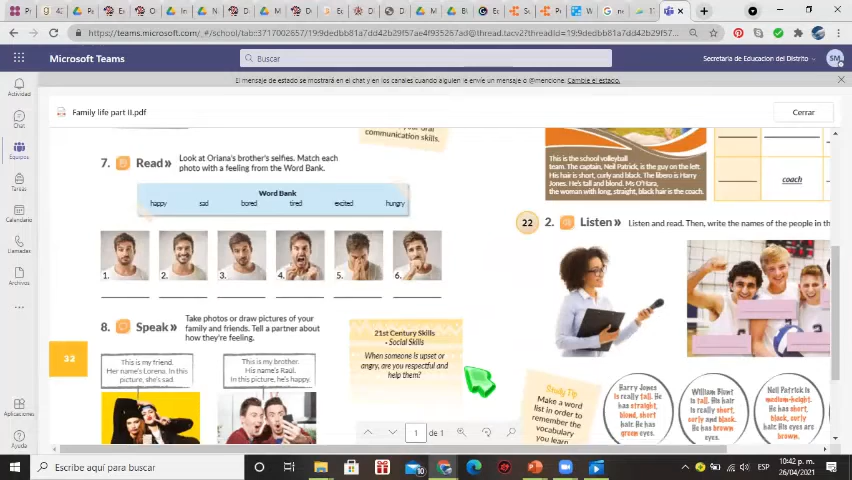 https://teams.microsoft.com/_#/school/tab::3717002657/19:9dedbb81a7dd5972c46b905e934265267ad@thread.tacv2?threadId=19:9dedbb81a7d42b29f57...
Microsoft Teams
Buscar
Secretaria de Educacion del Distrito
SM
El mensaje de estado se mostrará en el chat y en los canales cuando alguien le envíe un mensaje o @mencione. Cambie el estado.
Actividad
Chat
Equipos
Tareas
Calendario
Llamadas
Archivos
Aplicaciones
Ayuda
Family life part II.pdf
Cerrar
communication skills.
7. Read» Look at Oriana's brother's selfies. Match each
photo with a feeling from the Word Bank.
Word Bank
happy sad bored tired excited hungry
1. 2. 3. 4. 5. 6.
8. Speak» Take photos or draw pictures of your
family and friends. Tell a partner about
how they're feeling.
32
This is my friend.
Her name's Lorena. In this
picture, she's sad.
This is my brother.
His name's Raúl.
In this picture, he's happy.
21st Century Skills
- Social Skills
When someone is upset or
angry, are you respectful and
help them?
This is the school volleyball
team. The captain, Neil Patrick, is the guy on the left.
His hair is short, curly and black. The libero is Harry
Jones. He's tall and blond. Ms O'Hara,
the woman with long, straight, black hair is the coach.
coach
22 2. Listen» Listen and read. Then, write the names of the people in th
Study Tip
Make a word
list in order to
remember the
vocabulary
you learn
Harry Jones
is really tall. He
has straight,
blond, short
hair. He has
green eyes.
William Blunt
is tall. His hair
is really short,
curly and black.
He has brown
eyes.
Neil Patrick is
medium-height.
He has short,
black, curly
hair. His eyes are
brown.
1 de 1
Escribe aquí para buscar
10
ESP
10:42 p. m.
26/04/2021